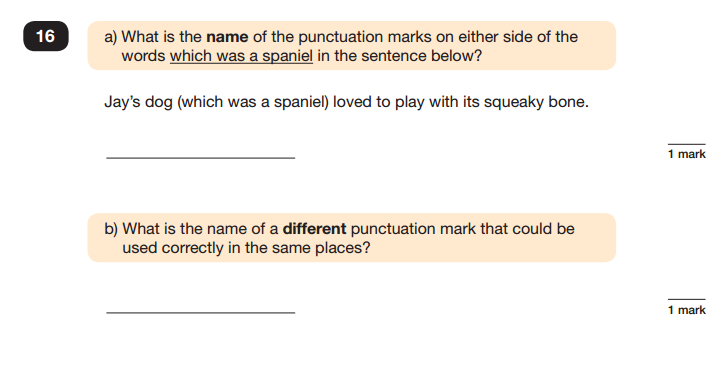 16
a) What is the name of the punctuation marks on either side of the
words which was a spaniel in the sentence below?
Jay’s dog (which was a spaniel) loved to play with its squeaky bone.
1 mark
b) What is the name of a different punctuation mark that could be
used correctly in the same places?
1 mark